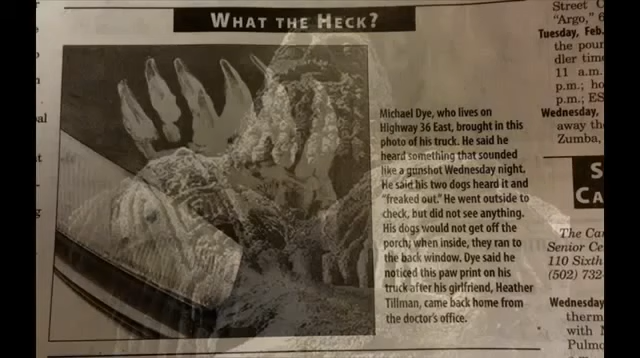 WHAT THE HECK?
Michael Dye, who lives on
Highway 36 East, brought in this
photo of his truck. He said he
heard something that sounded
like a gunshot Wednesday night.
He said his two dogs heard it and
"freaked out." He went outside to
check, but did not see anything.
His dogs would not get off the
porch; when inside, they ran to
the back window. Dye said he
noticed this paw print on his
truck after his girlfriend, Heather
Tillman, came back home from
the doctor's office.
Street C
"Argo," 6
Tuesday, Feb.
the pour
dler tim
11 a.m.
p.m.; ho
p.m.; ES
Wednesday,
away th
Zumba,
S
CA
The Ca
Senior Ce
110 Sixth
(502) 732
Wednesday
therm
with
Pulmo